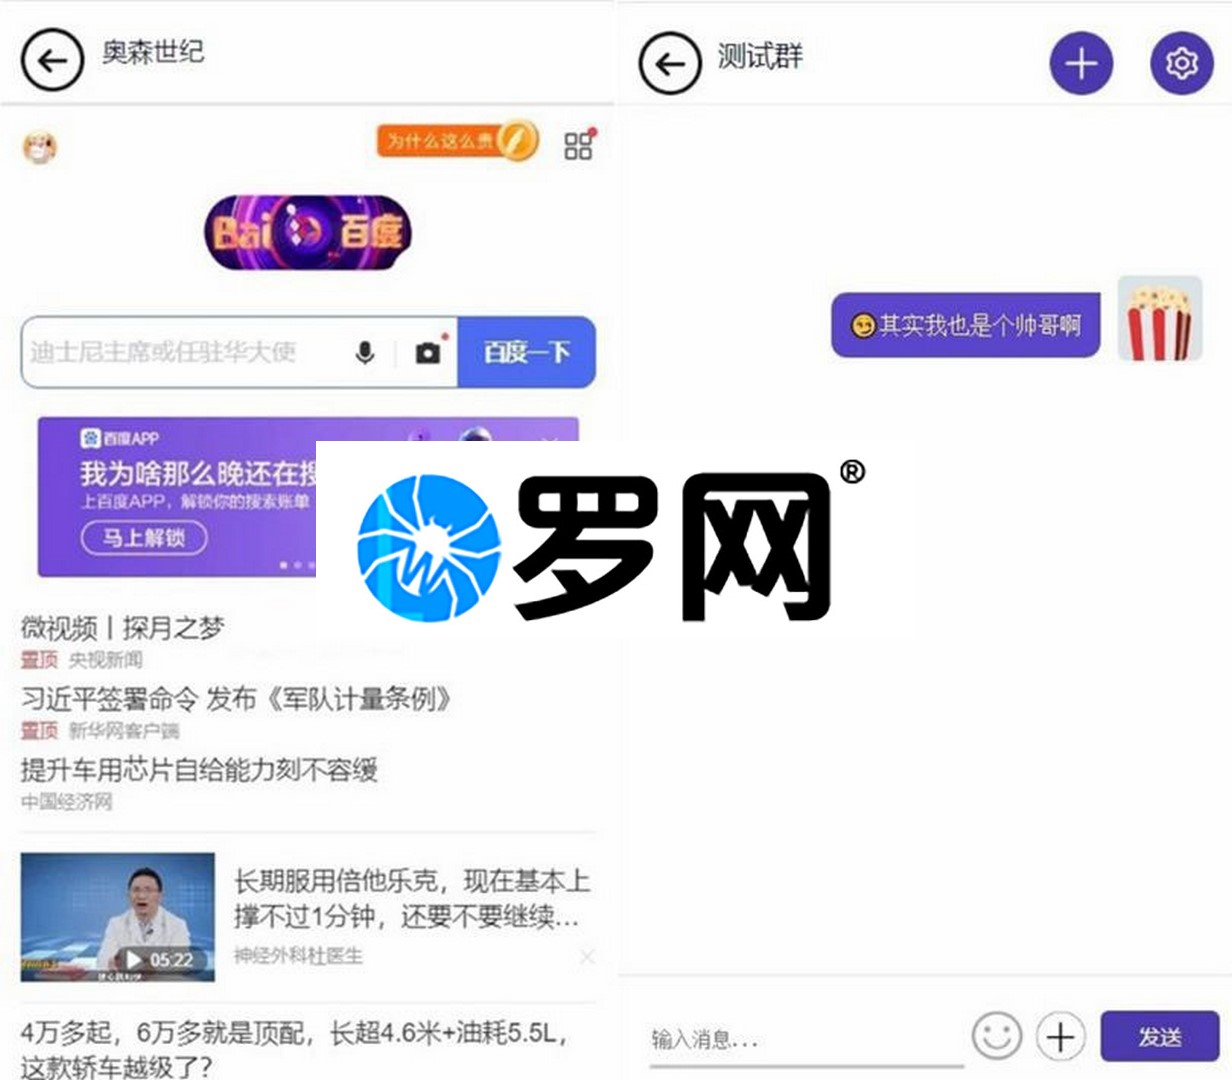 奥森世纪
为什么这么贵
Bai 百度
迪士尼主席或任驻华大使
百度一下
百度APP
我为啥那么晚还在搜
上百度APP，解锁你的搜索账单
马上解锁
微视频丨探月之梦
置顶 央视新闻
习近平签署命令 发布《军队计量条例》
置顶 新华网客户端
提升车用芯片自给能力刻不容缓
中国经济网
长期服用倍他乐克，现在基本上
撑不过1分钟，还要不要继续...
05:22
神经外科杜医生
4万多起，6万多就是顶配，长超4.6米+油耗5.5L，
这款轿车越级了？
测试群
其实我也是个帅哥啊
罗网®
输入消息...
发送